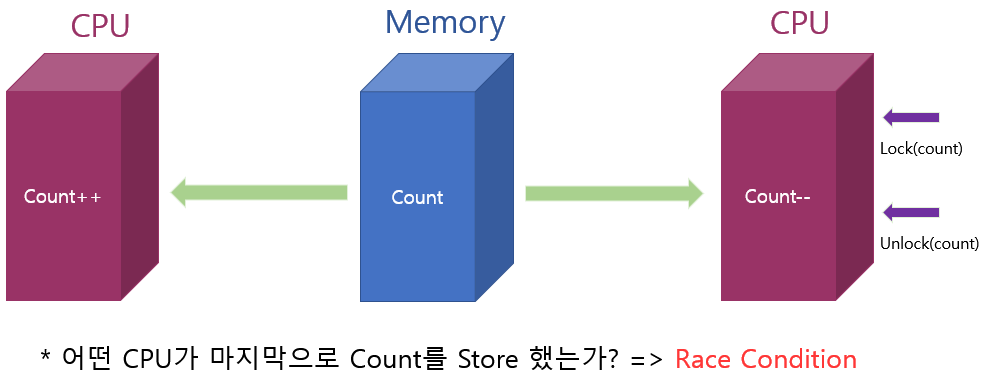 CPU
Memory
CPU
Count++
Count
Count--
Lock(count)
Unlock(count)
* 어떤 CPU가 마지막으로 Count를 Store 했는가? => Race Condition